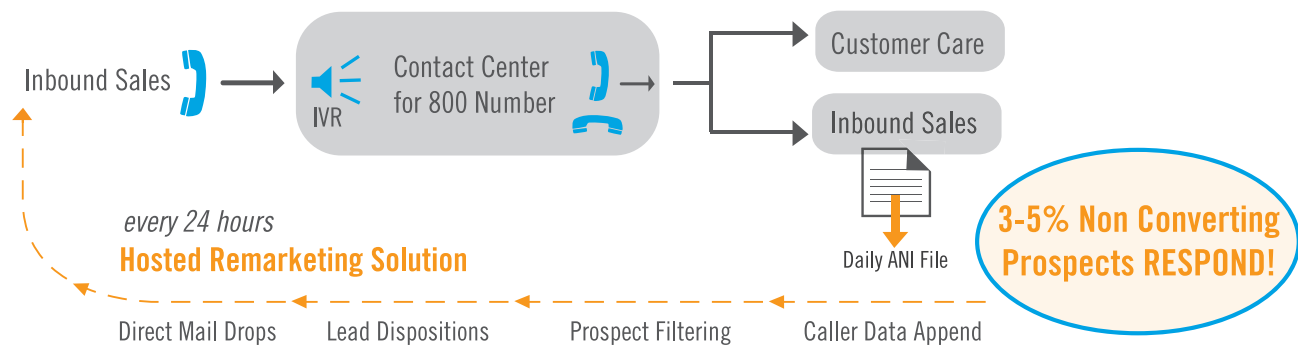 Inbound Sales
IVR
Contact Center
for 800 Number
Customer Care
Inbound Sales
Daily ANI File
3-5% Non Converting
Prospects RESPOND!
every 24 hours
Hosted Remarketing Solution
Direct Mail Drops
Lead Dispositions
Prospect Filtering
Caller Data Append